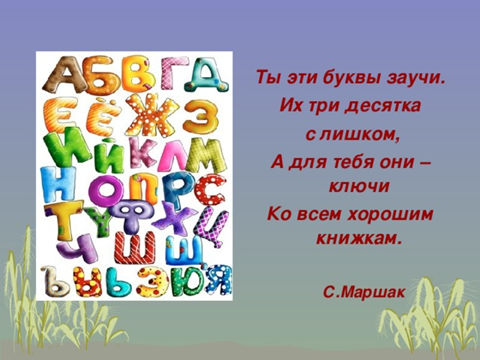 А Б В Г Д
Е Ё Ж З
И Й К Л М
Н О П Р С
Т У Ф Х Ц
Ч Ш Щ
Ъ Ы Ь Э Ю Я
Ты эти буквы заучи.
Их три десятка
с лишком,
А для тебя они –
ключи
Ко всем хорошим
книжкам.
С.Маршак